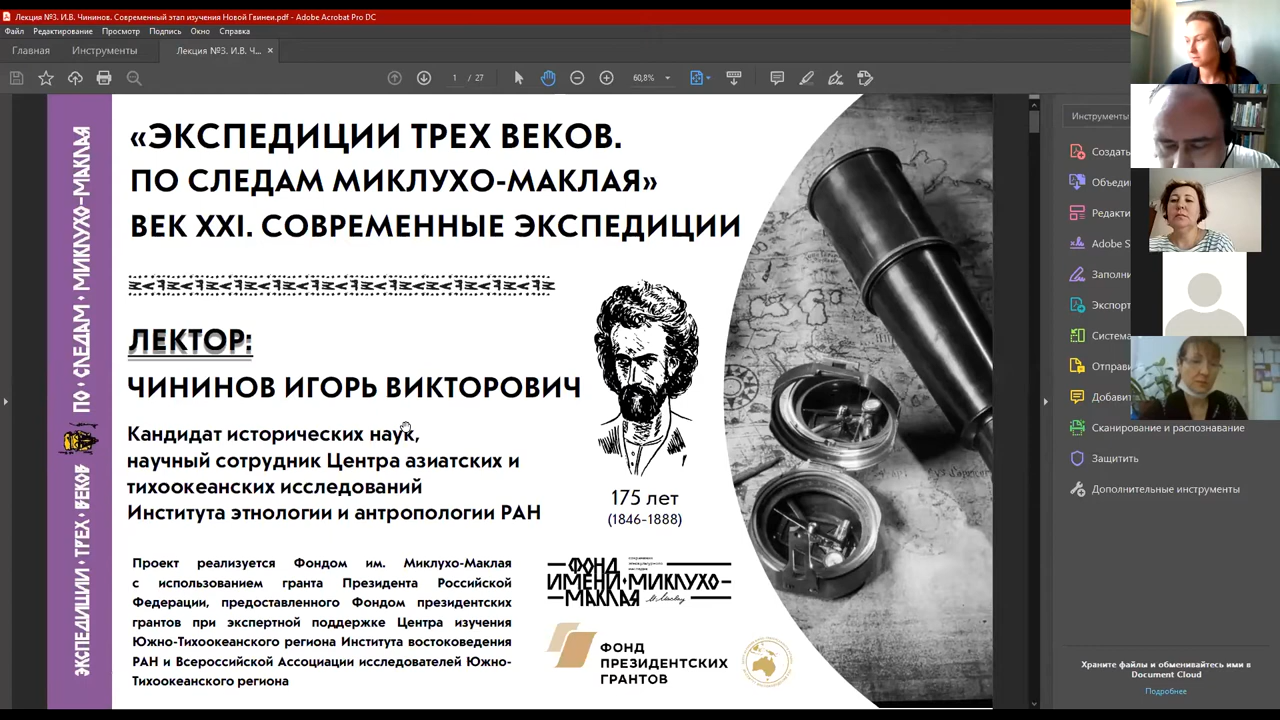 Лекция №3. И.В. Чининов. Современный этап изучения Новой Гвинеи.pdf - Adobe Acrobat Pro DC
Файл Редактирование Просмотр Подпись Окно Справка
Главная Инструменты Лекция №3. И.В. Ч... ×
1 / 27 60,8%
«ЭКСПЕДИЦИИ ТРЕХ ВЕКОВ.
ПО СЛЕДАМ МИКЛУХО-МАКЛАЯ»
ВЕК XXI. СОВРЕМЕННЫЕ ЭКСПЕДИЦИИ
ЛЕКТОР:
ЧИНИНОВ ИГОРЬ ВИКТОРОВИЧ
Кандидат исторических наук,
научный сотрудник Центра азиатских и
тихоокеанских исследований
Института этнологии и антропологии РАН
175 лет
(1846-1888)
Проект реализуется Фондом им. Миклухо-Маклая
с использованием гранта Президента Российской
Федерации, предоставленного Фондом президентских
грантов при экспертной поддержке Центра изучения
Южно-Тихоокеанского региона Института востоковедения
РАН и Всероссийской Ассоциации исследователей Южно-
Тихоокеанского региона
ФОНД
ИМЕНИ МИКЛУХО-
МАКЛАЯ
ФОНД
ПРЕЗИДЕНТСКИХ
ГРАНТОВ
ЭКСПЕДИЦИИ • ТРЕХ • ВЕКОВ ПО • СЛЕДАМ • МИКЛУХО-МАКЛАЯ
Инструменты
Создать
Объеди
Редакти
Adobe S
Заполн
Экспорт
Система
Отправи
Добавит
Сканирование и распознавание
Защитить
Дополнительные инструменты
Храните файлы и обменивайтесь ими в
Document Cloud
Подробнее